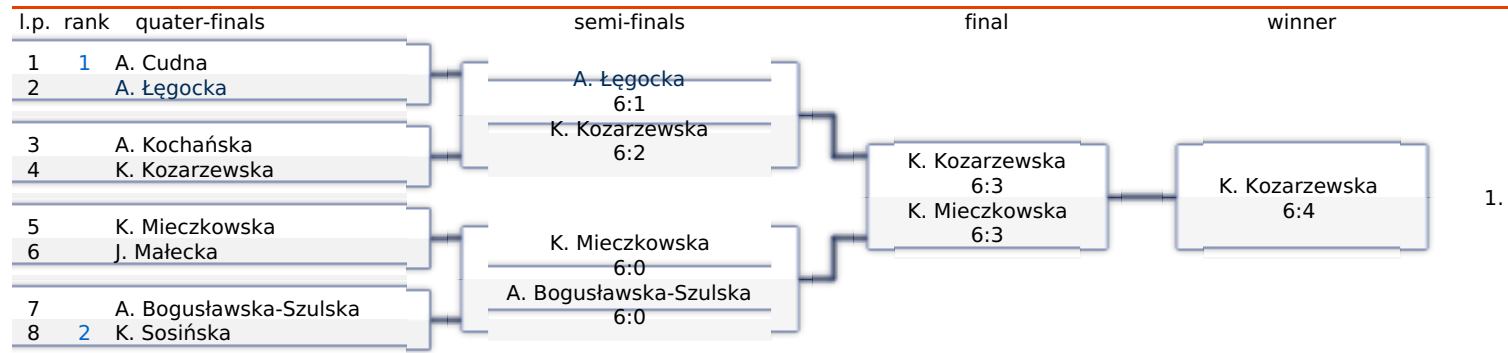 l.p. rank quater-finals semi-finals final winner
1 1 A. Cudna
2 A. Łęgocka
3 A. Kochańska
4 K. Kozarzewska
5 K. Mieczkowska
6 J. Małecka
7 A. Bogusławska-Szulska
8 2 K. Sosińska
A. Łęgocka
6:1
K. Kozarzewska
6:2
K. Mieczkowska
6:0
A. Bogusławska-Szulska
6:0
K. Kozarzewska
6:3
K. Mieczkowska
6:3
K. Kozarzewska
6:4
1.